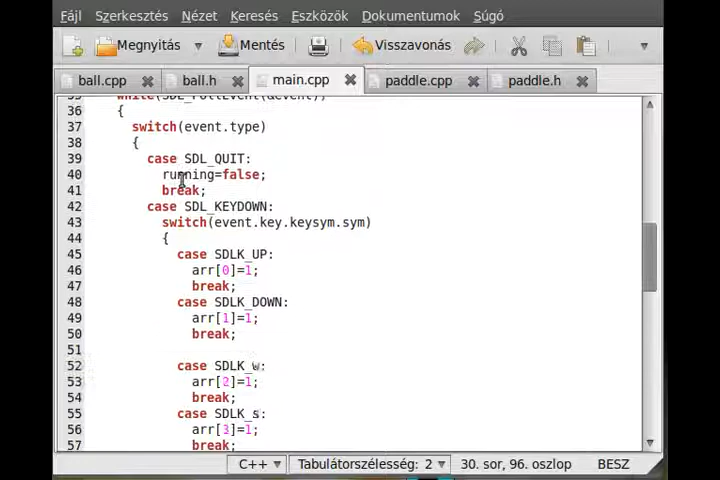 Fájl Szerkesztés Nézet Keresés Eszközök Dokumentumok Súgó
Megnyitás Mentés Visszavonás
ball.cpp ball.h main.cpp paddle.cpp paddle.h
35 while(SDL_PollEvent(&event))
36 {
37 switch(event.type)
38 {
39 case SDL_QUIT:
40 running=false;
41 break;
42 case SDL_KEYDOWN:
43 switch(event.key.keysym.sym)
44 {
45 case SDLK_UP:
46 arr[0]=1;
47 break;
48 case SDLK_DOWN:
49 arr[1]=1;
50 break;
51
52 case SDLK_w:
53 arr[2]=1;
54 break;
55 case SDLK_s:
56 arr[3]=1;
57 break;
C++ Tabulátorszélesség: 2 30. sor, 96. oszlop BESZ